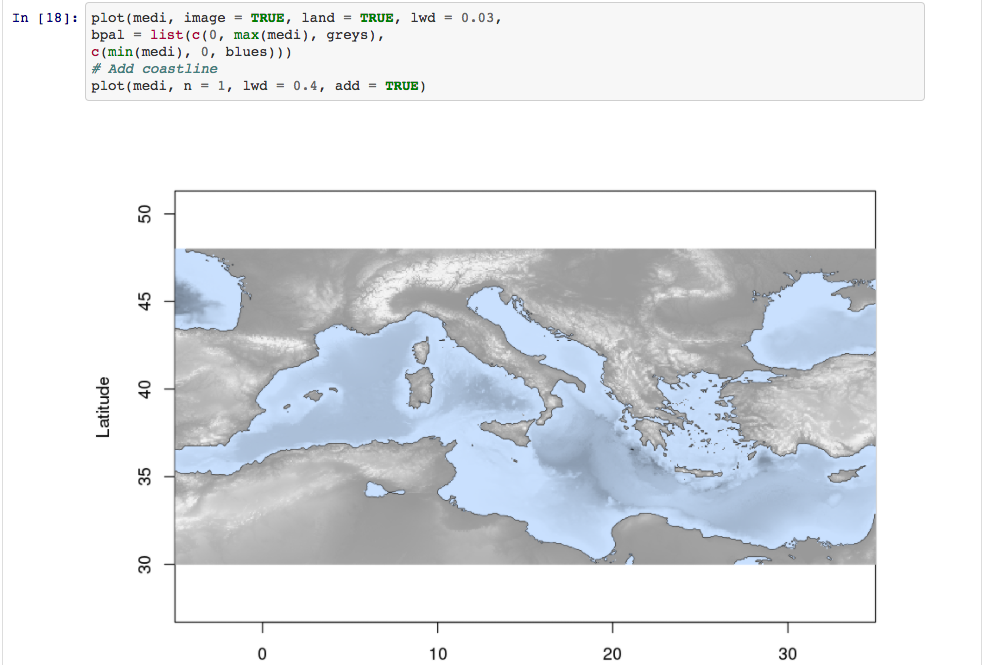 In [18]: plot(medi, image = TRUE, land = TRUE, lwd = 0.03,
bpal = list(c(0, max(medi), greys),
c(min(medi), 0, blues)))
# Add coastline
plot(medi, n = 1, lwd = 0.4, add = TRUE)
50
45
40
35
30
Latitude
0 10 20 30